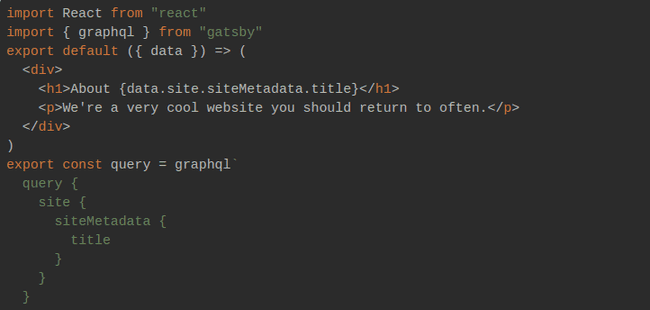 import React from "react"
import { graphql } from "gatsby"
export default ({ data }) => (
  <div>
    <h1>About {data.site.siteMetadata.title}</h1>
    <p>We're a very cool website you should return to often.</p>
  </div>
)
export const query = graphql`
  query {
    site {
      siteMetadata {
        title
      }
    }
  }